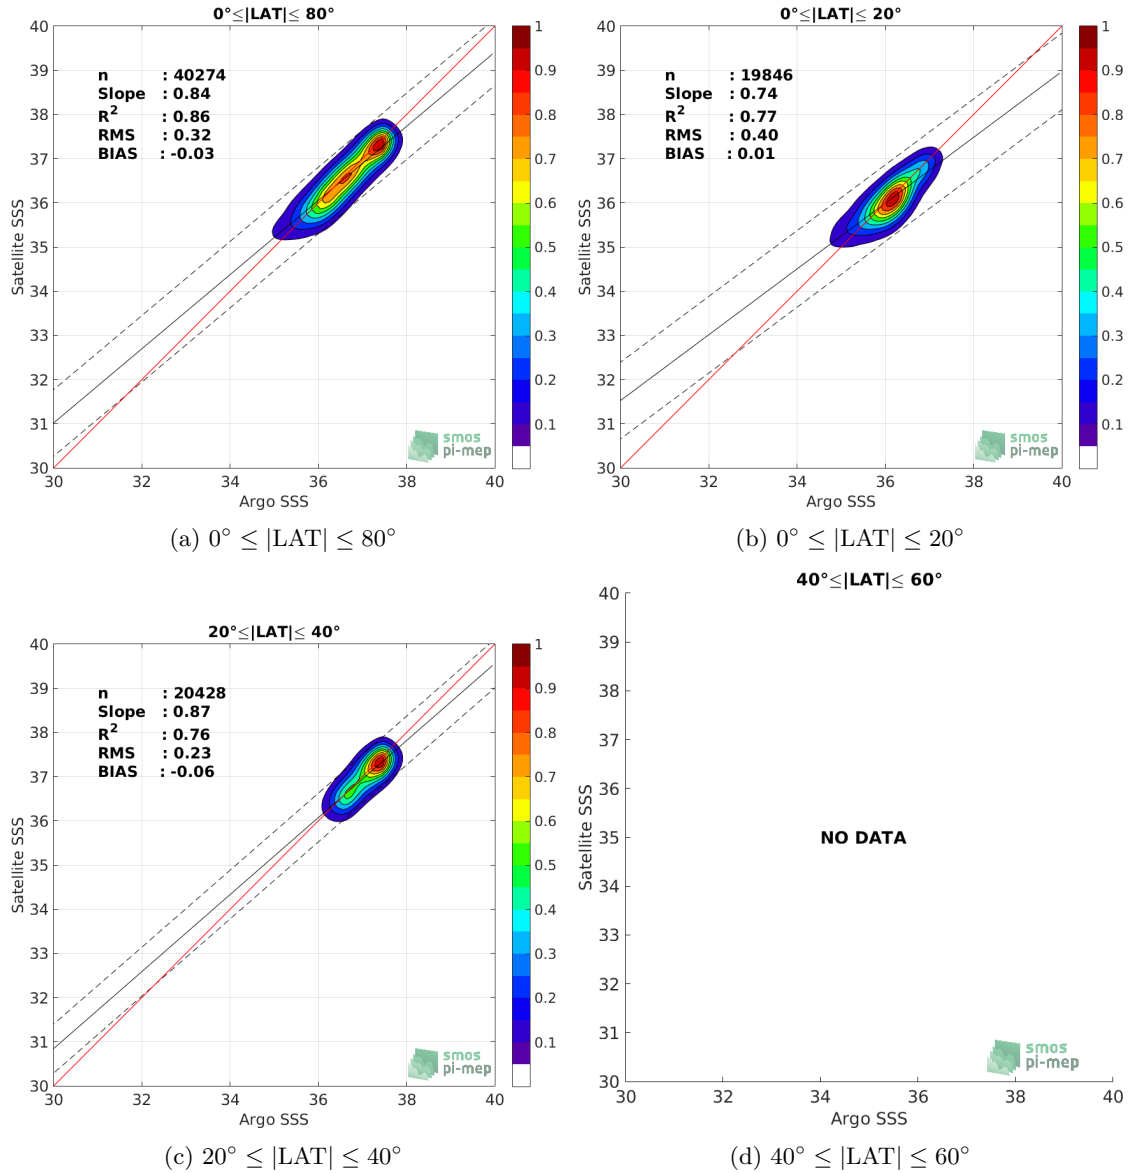 0°≤|LAT|≤ 80°
n : 40274
Slope : 0.84
R² : 0.86
RMS : 0.32
BIAS : -0.03
Satellite SSS
40
39
38
37
36
35
34
33
32
31
30
30 32 34 36 38 40
Argo SSS
1
0.9
0.8
0.7
0.6
0.5
0.4
0.3
0.2
0.1
smos
pi-mep
(a) 0° ≤ |LAT| ≤ 80°
0°≤|LAT|≤ 20°
n : 19846
Slope : 0.74
R² : 0.77
RMS : 0.40
BIAS : 0.01
Satellite SSS
40
39
38
37
36
35
34
33
32
31
30
30 32 34 36 38 40
Argo SSS
1
0.9
0.8
0.7
0.6
0.5
0.4
0.3
0.2
0.1
smos
pi-mep
(b) 0° ≤ |LAT| ≤ 20°
20°≤|LAT|≤ 40°
n : 20428
Slope : 0.87
R² : 0.76
RMS : 0.23
BIAS : -0.06
Satellite SSS
40
39
38
37
36
35
34
33
32
31
30
30 32 34 36 38 40
Argo SSS
1
0.9
0.8
0.7
0.6
0.5
0.4
0.3
0.2
0.1
smos
pi-mep
(c) 20° ≤ |LAT| ≤ 40°
40°≤|LAT|≤ 60°
Satellite SSS
40
39
38
37
36
35
34
33
32
31
30
NO DATA
30 32 34 36 38 40
Argo SSS
smos
pi-mep
(d) 40° ≤ |LAT| ≤ 60°